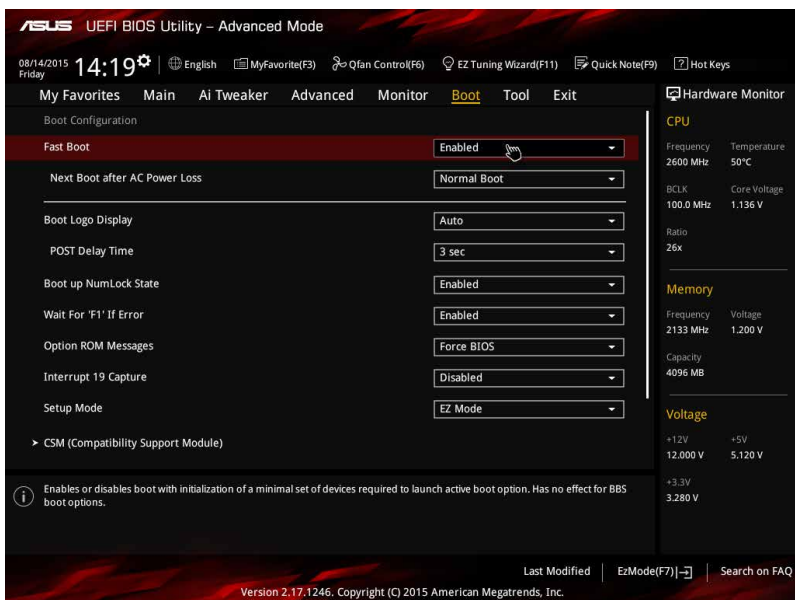 ASUS UEFI BIOS Utility – Advanced Mode
08/14/2015 Friday 14:19 English MyFavorite(F3) Qfan Control(F6) EZ Tuning Wizard(F11) Quick Note(F9) ? Hot Keys
My Favorites Main Ai Tweaker Advanced Monitor Boot Tool Exit
Boot Configuration
Fast Boot Enabled
Next Boot after AC Power Loss Normal Boot
Boot Logo Display Auto
POST Delay Time 3 sec
Boot up NumLock State Enabled
Wait For 'F1' If Error Enabled
Option ROM Messages Force BIOS
Interrupt 19 Capture Disabled
Setup Mode EZ Mode
CSM (Compatibility Support Module)
Enables or disables boot with initialization of a minimal set of devices required to launch active boot option. Has no effect for BBS
boot options.
Hardware Monitor
CPU
Frequency Temperature
2600 MHz 50°C
BCLK Core Voltage
100.0 MHz 1.136 V
Ratio
26x
Memory
Frequency Voltage
2133 MHz 1.200 V
Capacity
4096 MB
Voltage
+12V +5V
12.000 V 5.120 V
+3.3V
3.280 V
Last Modified EzMode(F7) Search on FAQ
Version 2.17.1246. Copyright (C) 2015 American Megatrends, Inc.